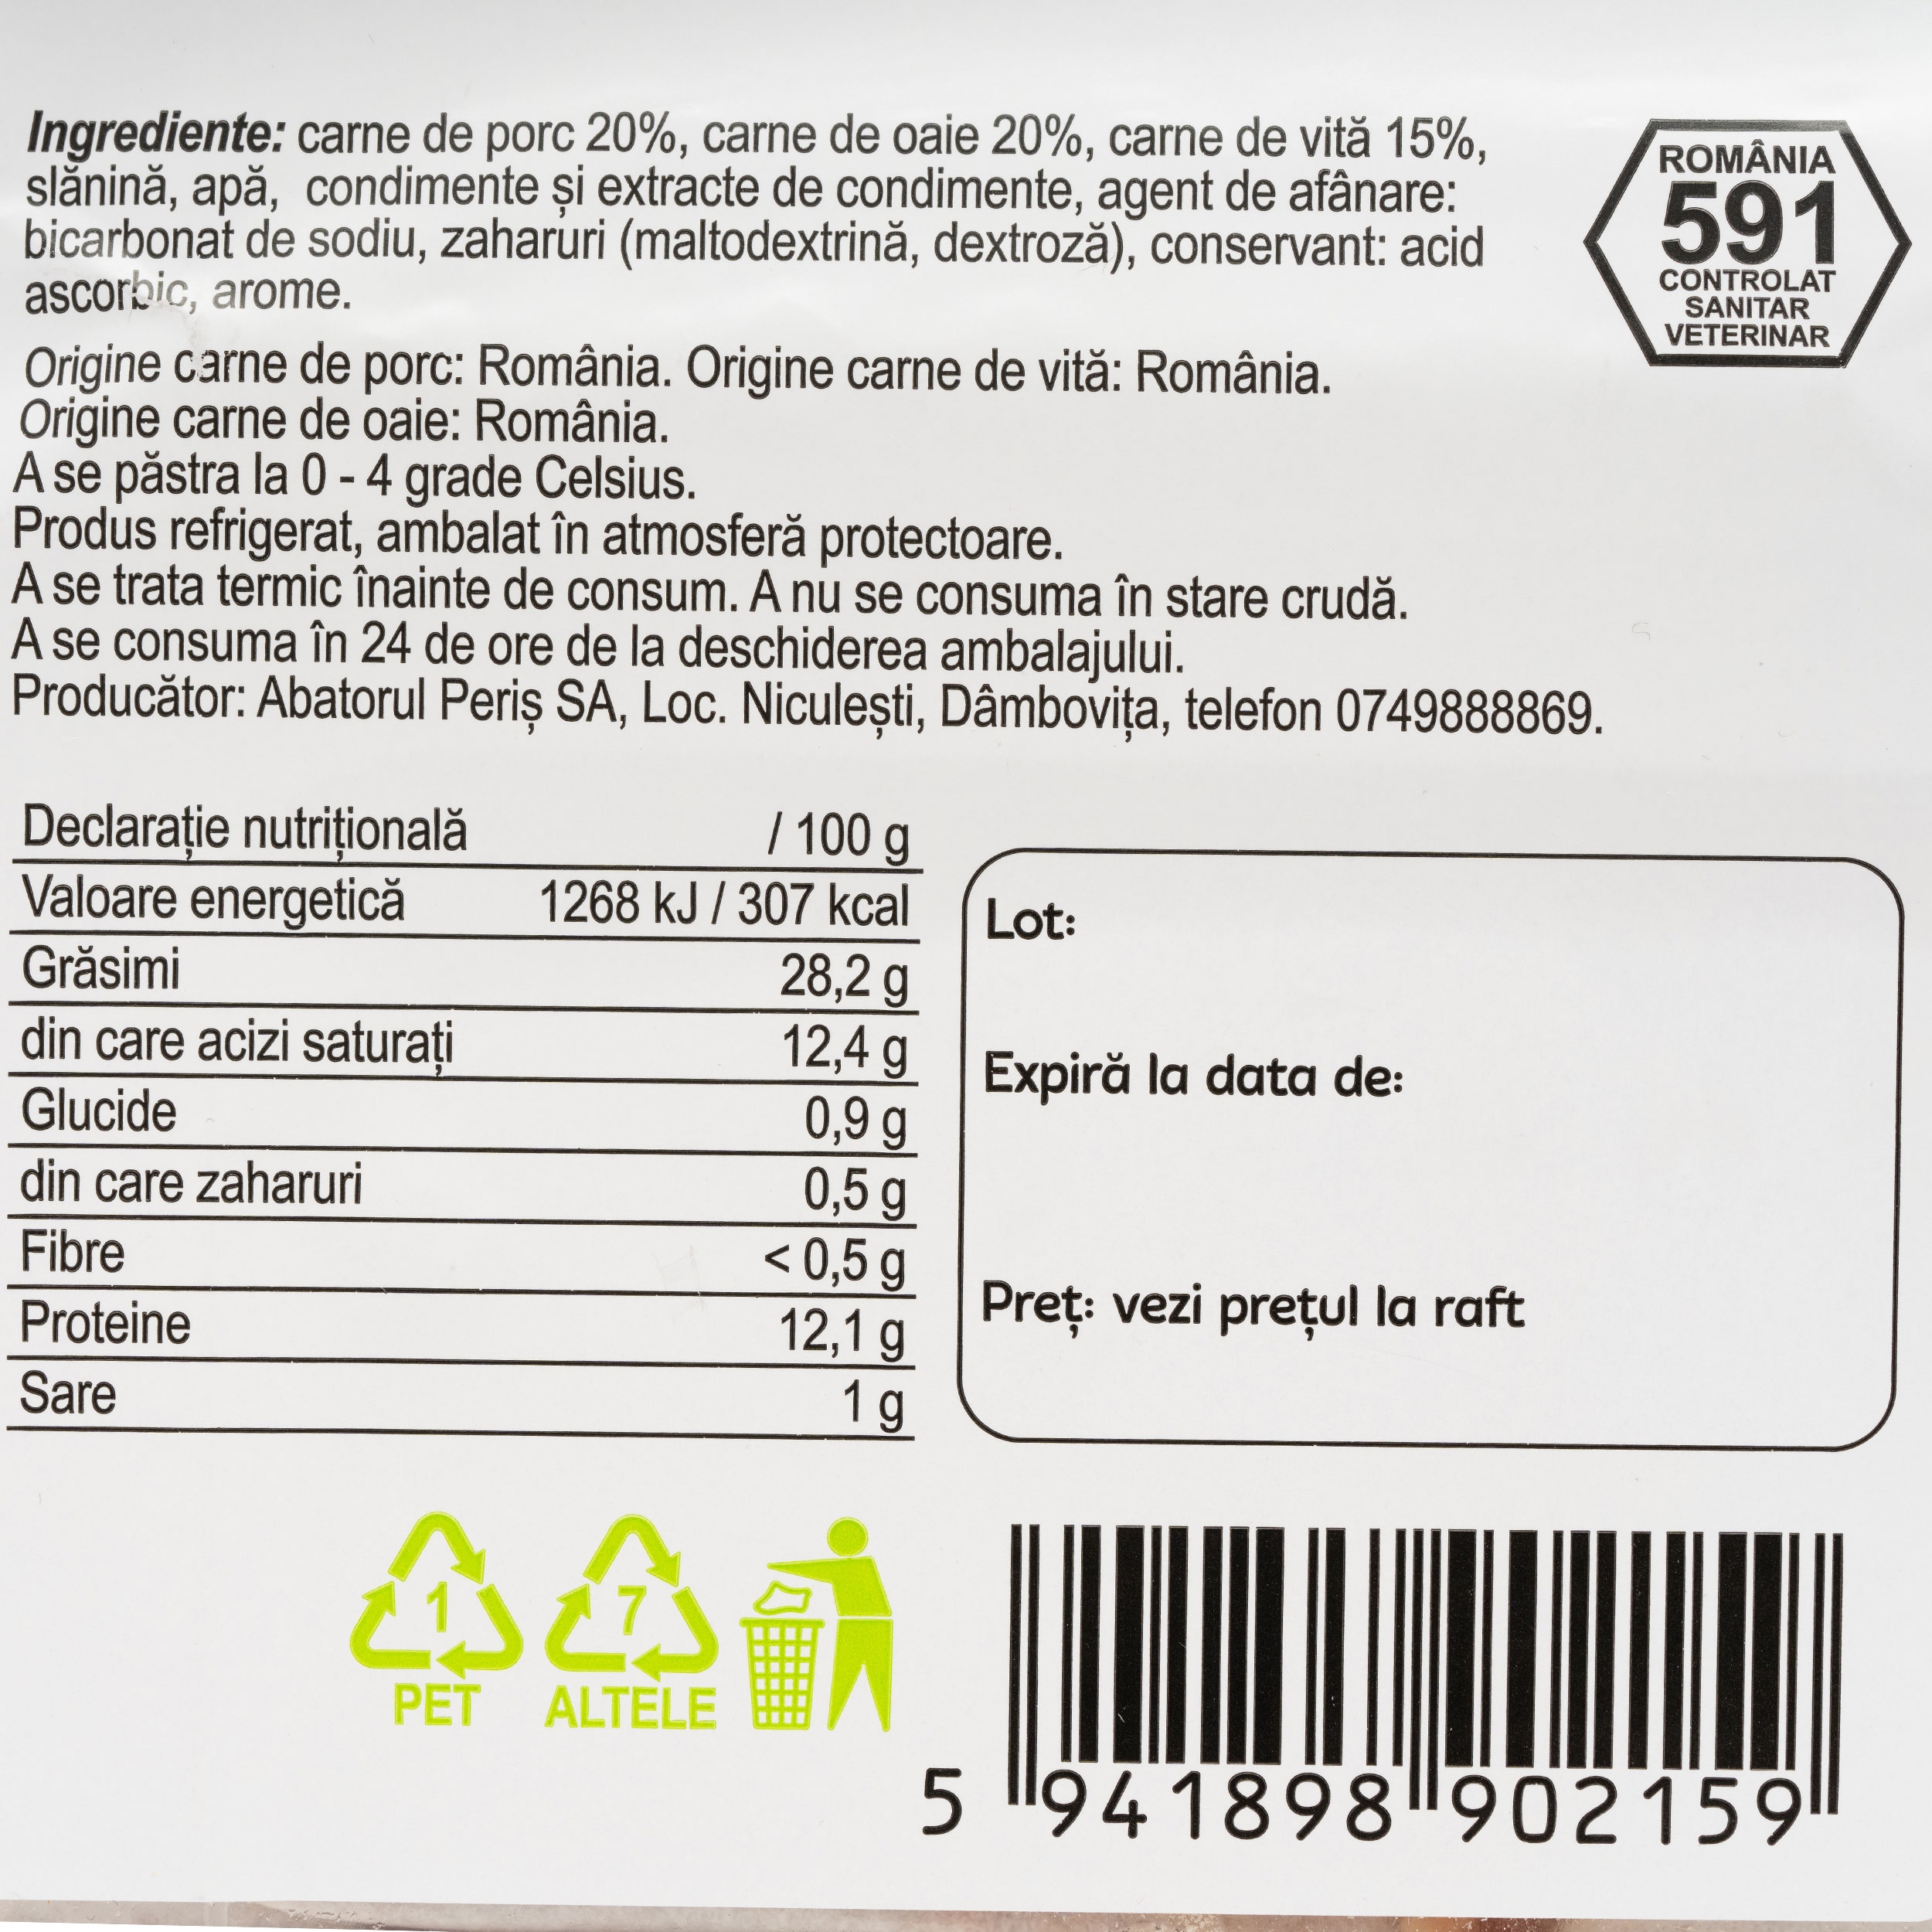 Ingrediente: carne de porc 20%, carne de oaie 20%, carne de vită 15%,
slănină, apă, condimente și extracte de condimente, agent de afânare:
bicarbonat de sodiu, zaharuri (maltodextrină, dextroză), conservant: acid
ascorbic, arome.
ROMÂNIA
591
CONTROLAT
SANITAR
VETERINAR
Origine carne de porc: România. Origine carne de vită: România.
Origine carne de oaie: România.
A se păstra la 0 - 4 grade Celsius.
Produs refrigerat, ambalat în atmosferă protectoare.
A se trata termic înainte de consum. A nu se consuma în stare crudă.
A se consuma în 24 de ore de la deschiderea ambalajului.
Producător: Abatorul Periș SA, Loc. Niculești, Dâmbovița, telefon 0749888869.
Declarație nutrițională / 100 g
Valoare energetică 1268 kJ / 307 kcal
Grăsimi 28,2 g
din care acizi saturați 12,4 g
Glucide 0,9 g
din care zaharuri 0,5 g
Fibre < 0,5 g
Proteine 12,1 g
Sare 1 g
Lot:
Expiră la data de:
Preț: vezi prețul la raft
1
PET
7
ALTELE
5 941898 902159